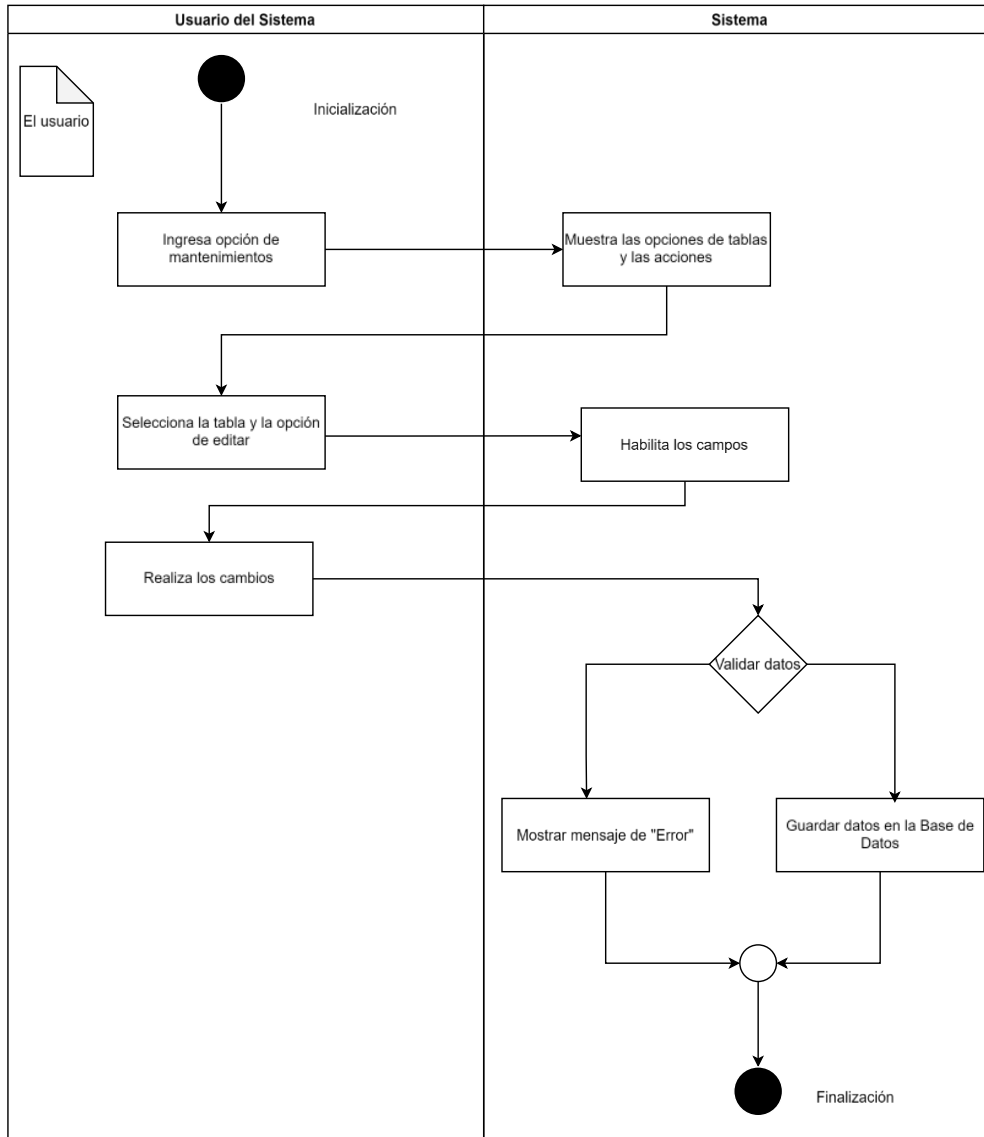 Usuario del Sistema
Sistema
El usuario
Inicialización
Ingresa opción de
mantenimientos
Muestra las opciones de tablas
y las acciones
Selecciona la tabla y la opción
de editar
Habilita los campos
Realiza los cambios
Validar datos
Mostrar mensaje de "Error"
Guardar datos en la Base de
Datos
Finalización